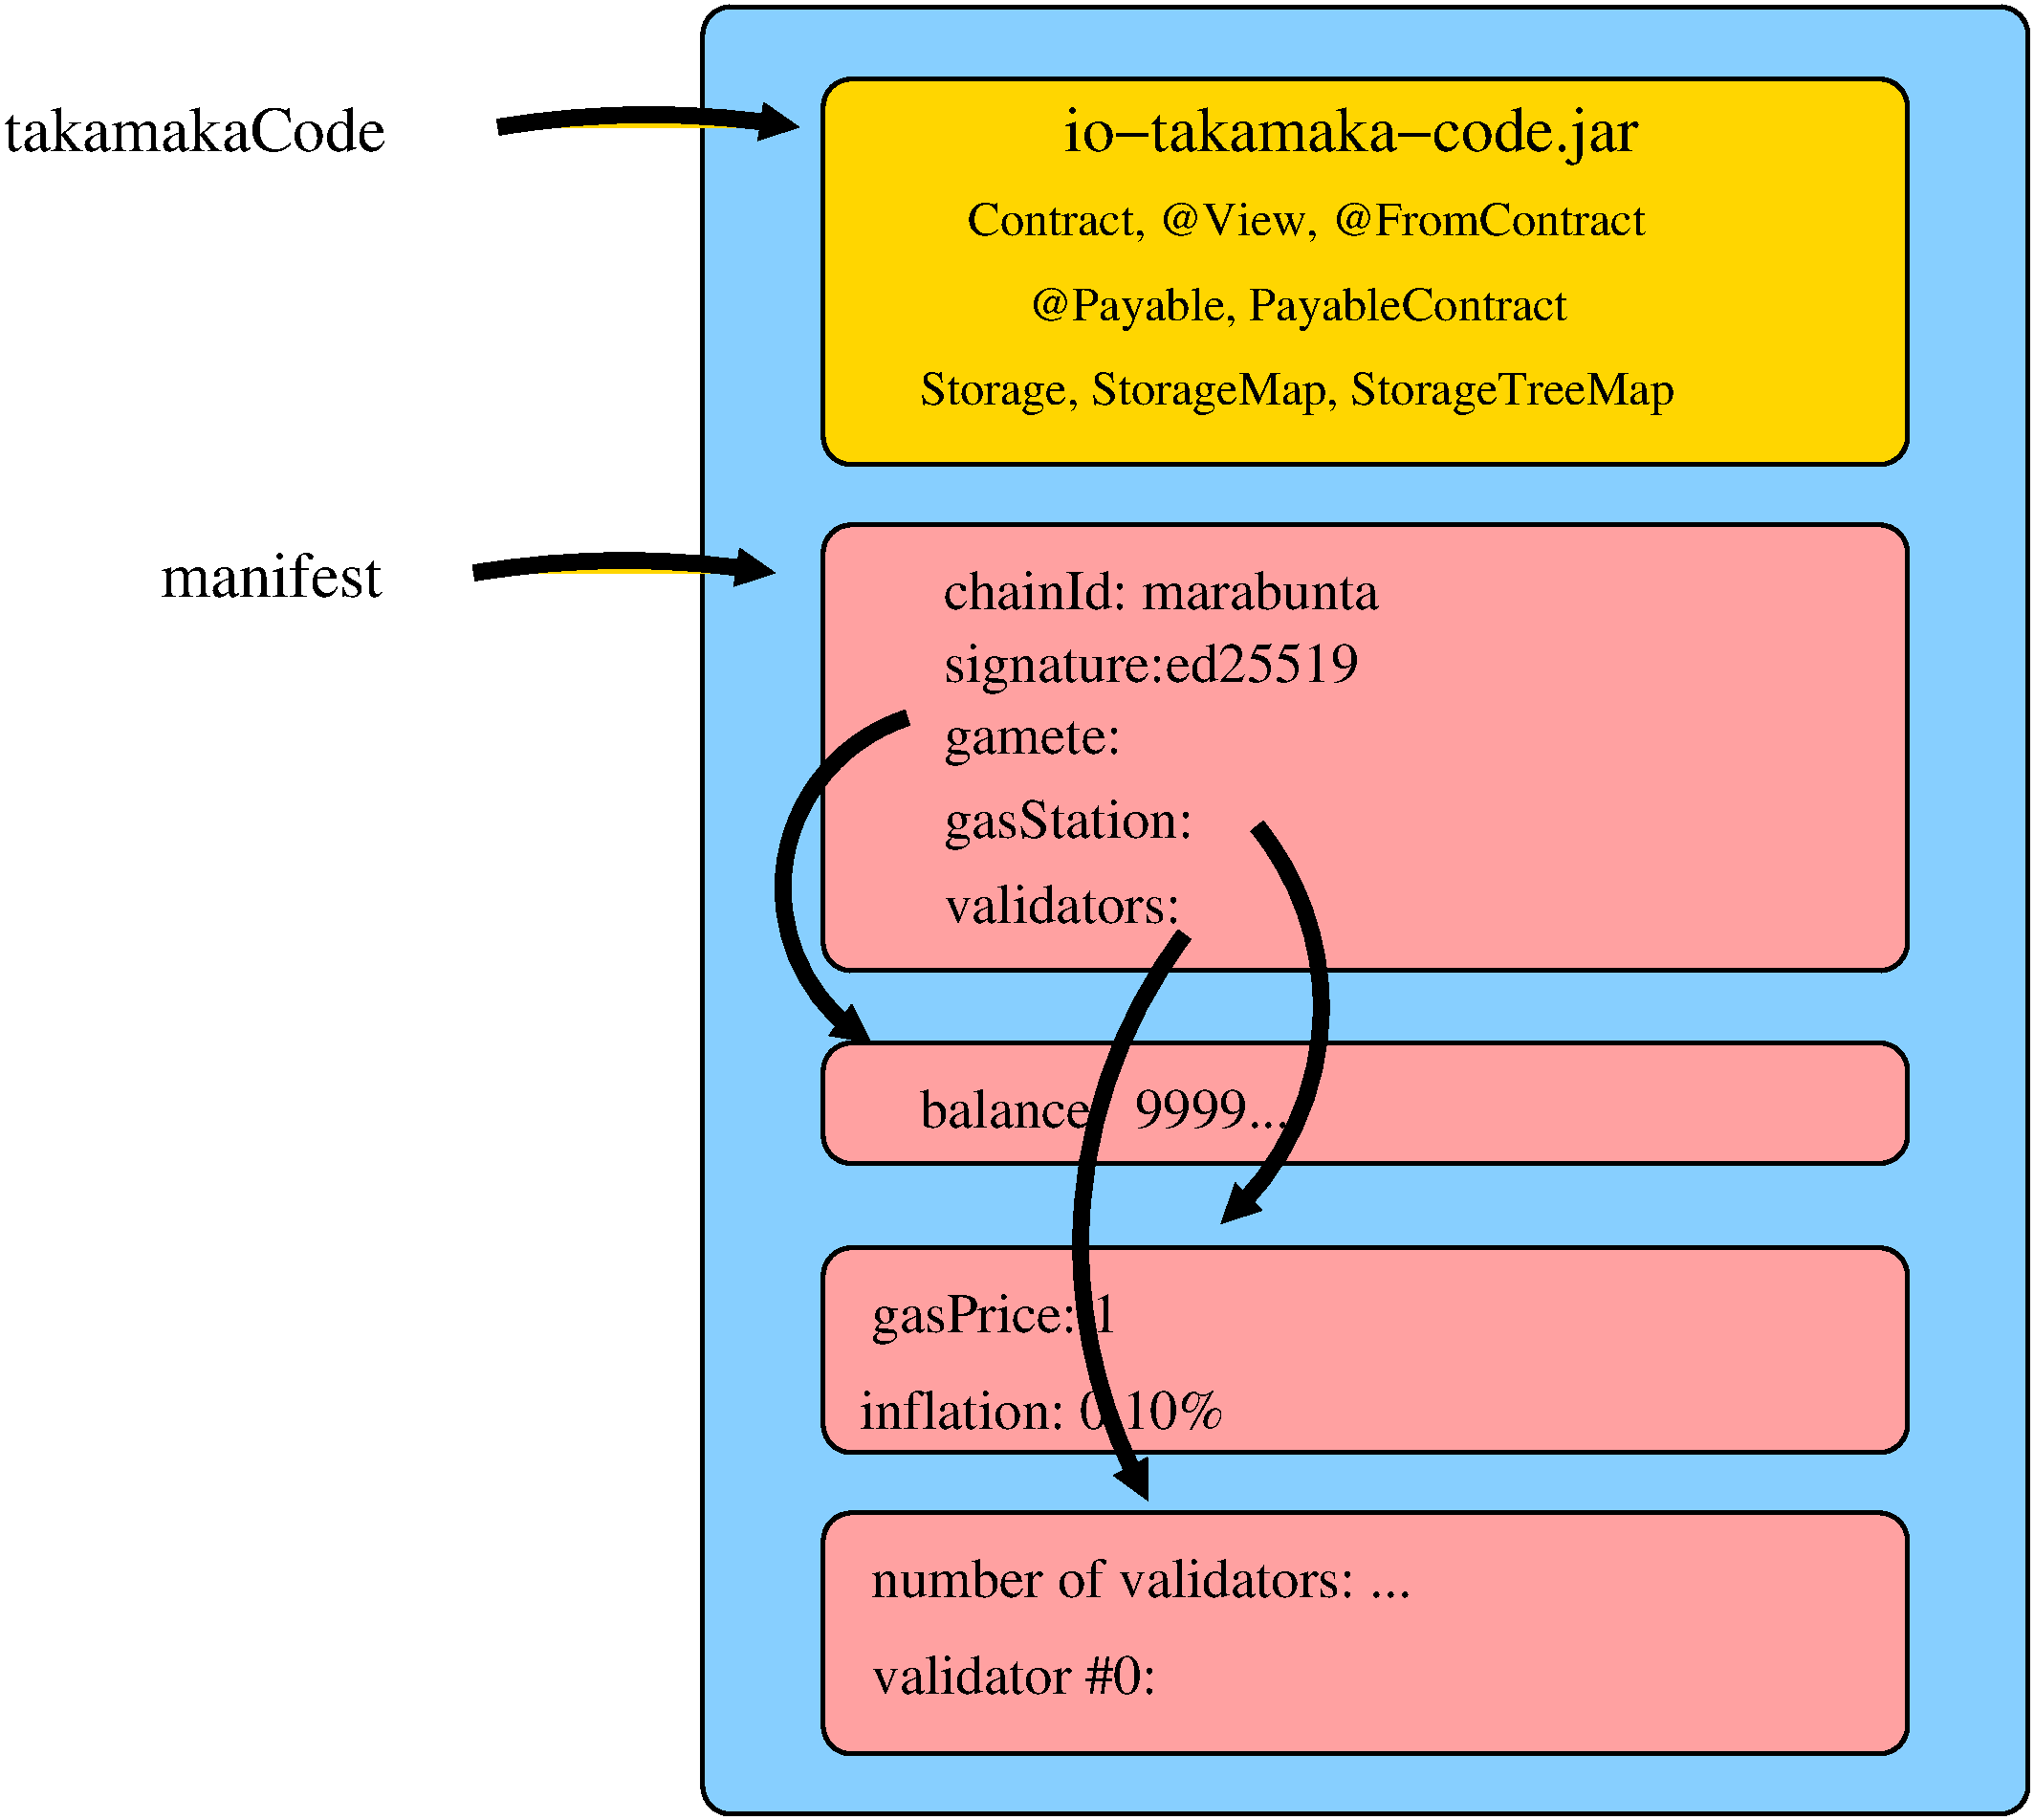 takamakaCode
io−takamaka−code.jar
Contract, @View, @FromContract
@Payable, PayableContract
Storage, StorageMap, StorageTreeMap
manifest
chainId: marabunta
signature:ed25519
gamete:
gasStation:
validators:
balance 9999...
gasPrice: 1
inflation: 0.10%
number of validators: ...
validator #0: